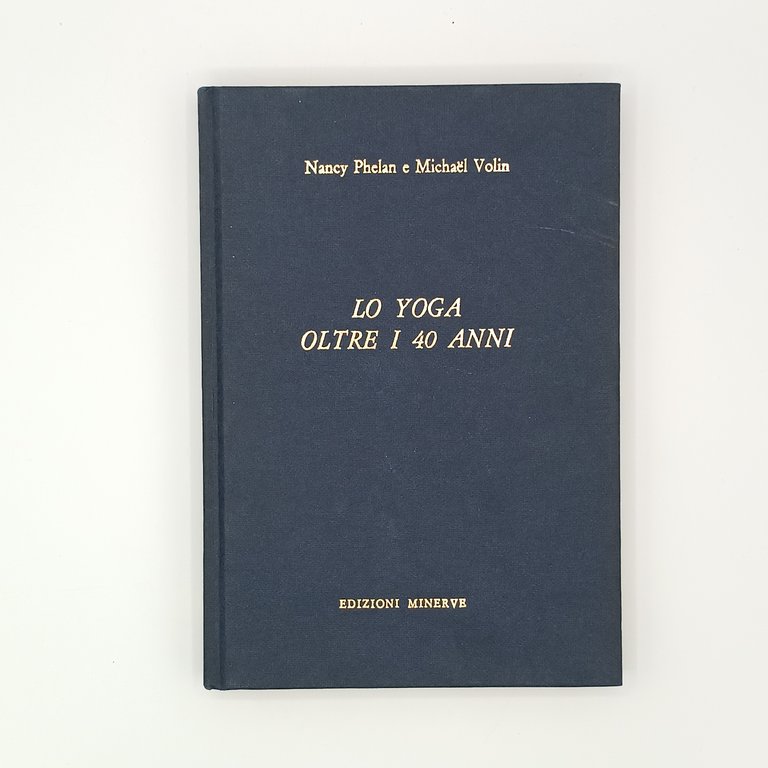 Nancy Phelan e Michaël Volin
LO YOGA
OLTRE I 40 ANNI
EDIZIONI MINERVE